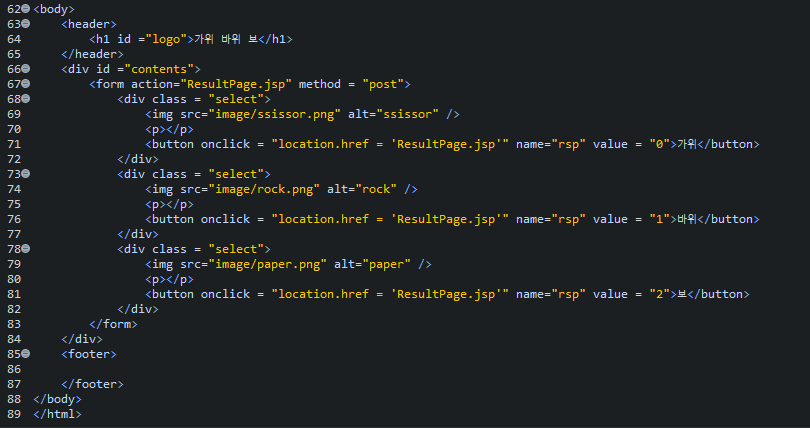 62 <body>
63 <header>
64 <h1 id ="logo">가위 바위 보</h1>
65 </header>
66 <div id ="contents">
67 <form action="ResultPage.jsp" method = "post">
68 <div class = "select">
69 <img src="image/ssissor.png" alt="ssissor" />
70 <p></p>
71 <button onclick = "location.href = 'ResultPage.jsp'" name="rsp" value = "0">가위</button>
72 </div>
73 <div class = "select">
74 <img src="image/rock.png" alt="rock" />
75 <p></p>
76 <button onclick = "location.href = 'ResultPage.jsp'" name="rsp" value = "1">바위</button>
77 </div>
78 <div class = "select">
79 <img src="image/paper.png" alt="paper" />
80 <p></p>
81 <button onclick = "location.href = 'ResultPage.jsp'" name="rsp" value = "2">보</button>
82 </div>
83 </form>
84 </div>
85 <footer>
86
87 </footer>
88 </body>
89 </html>